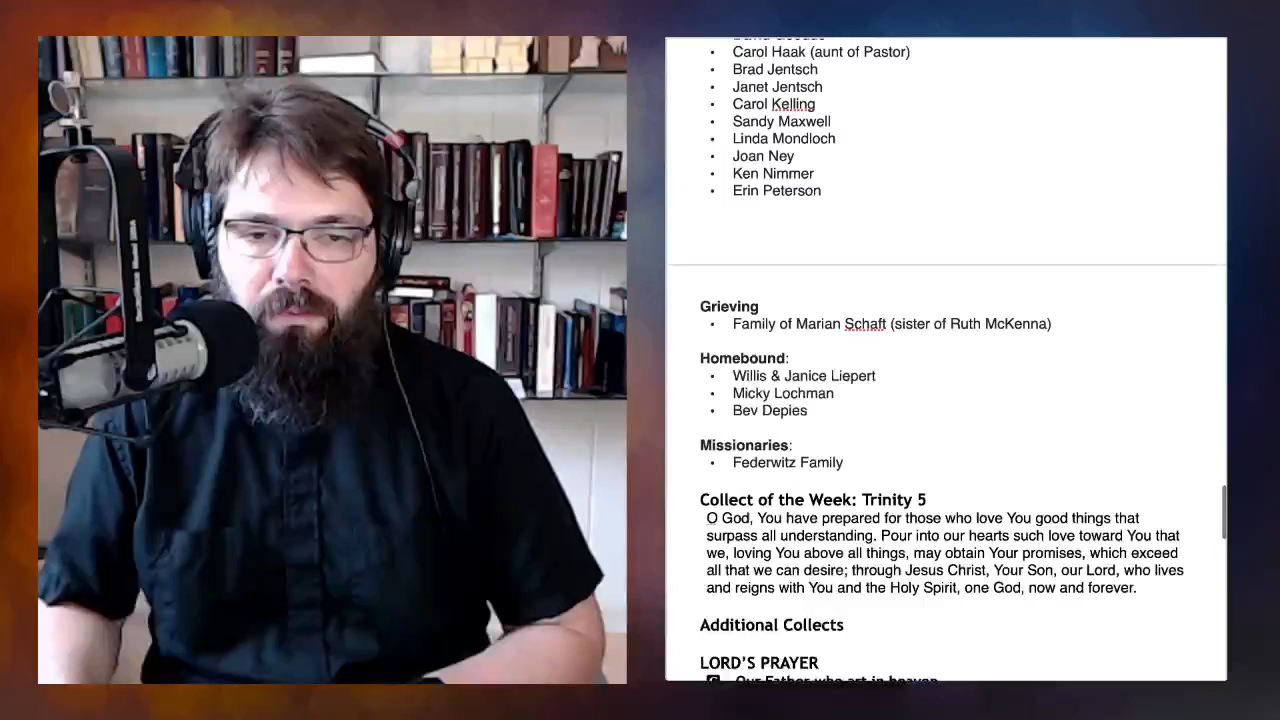 Carol Haak (aunt of Pastor)
Brad Jentsch
Janet Jentsch
Carol Kelling
Sandy Maxwell
Linda Mondloch
Joan Ney
Ken Nimmer
Erin Peterson
Grieving
Family of Marian Schaft (sister of Ruth McKenna)
Homebound:
Willis & Janice Liepert
Micky Lochman
Bev Depies
Missionaries:
Federwitz Family
Collect of the Week: Trinity 5
O God, You have prepared for those who love You good things that
surpass all understanding. Pour into our hearts such love toward You that
we, loving You above all things, may obtain Your promises, which exceed
all that we can desire; through Jesus Christ, Your Son, our Lord, who lives
and reigns with You and the Holy Spirit, one God, now and forever.
Additional Collects
LORD'S PRAYER
Our Father who art in heaven